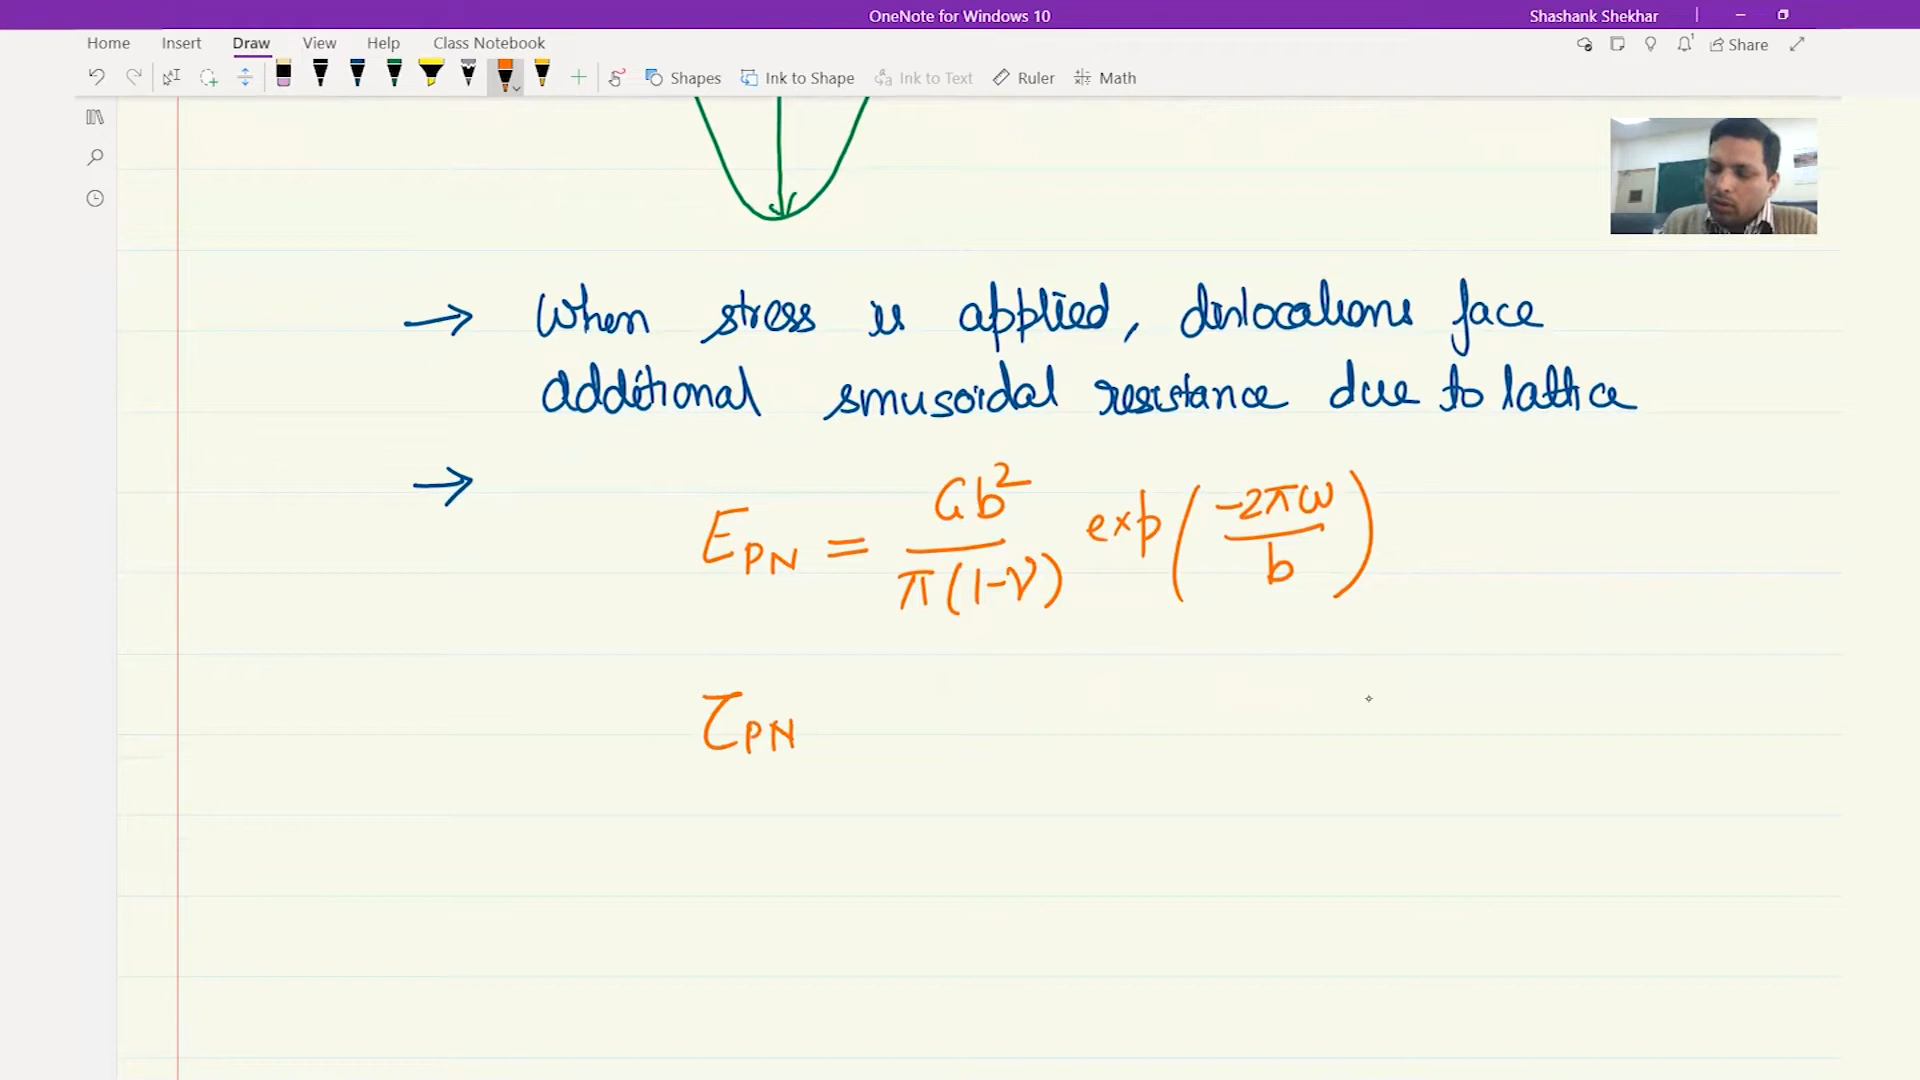 OneNote for Windows 10
Shashank Shekhar
Home Insert Draw View Help Class Notebook
Share
Shapes Ink to Shape Ink to Text Ruler Math
→ When stress is applied, dislocations face
additional sinusoidal resistance due to lattice
→ E_PN = Gb² / π(1-ν) exp(-2πω / b)
τ_PN